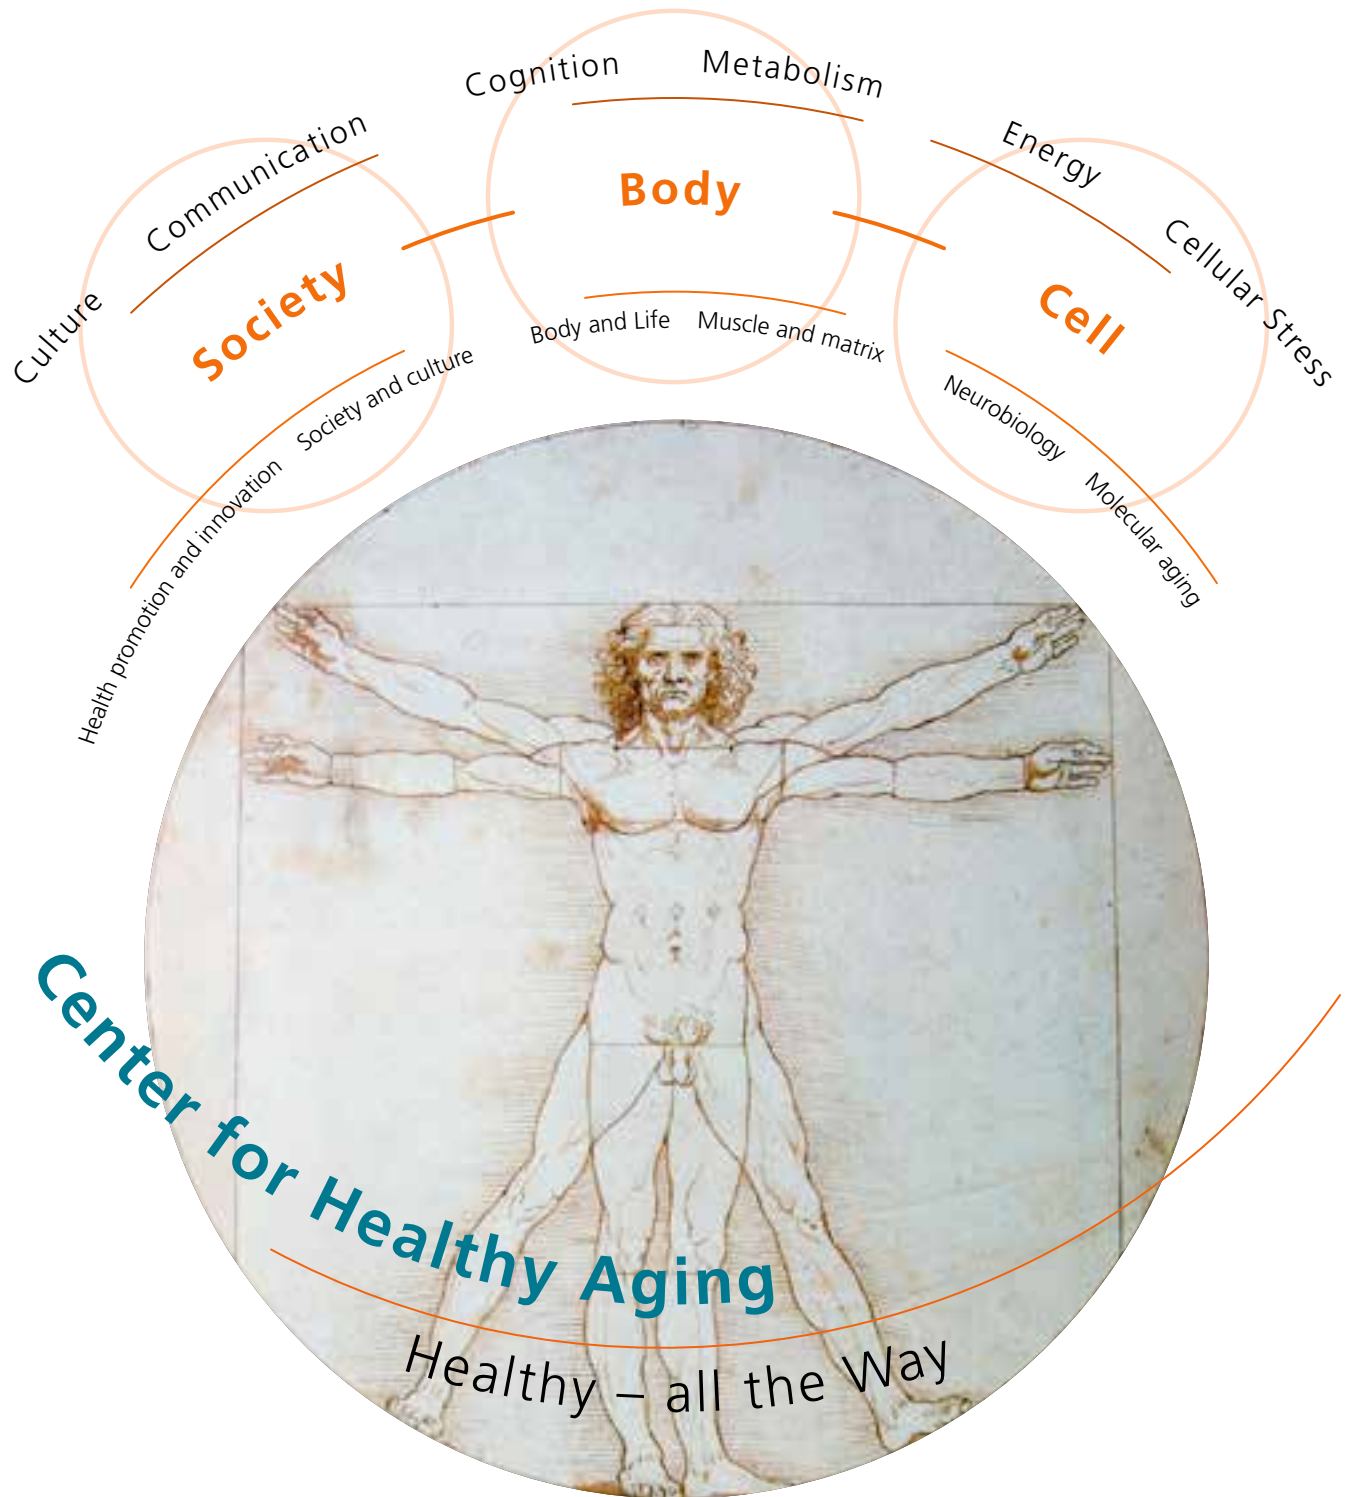 Cognition
Metabolism
Communication
Energy
Culture
Cellular Stress
Society
Body
Cell
Health promotion and innovation
Society and culture
Body and Life
Muscle and matrix
Neurobiology
Molecular aging
Center for Healthy Aging
Healthy – all the Way